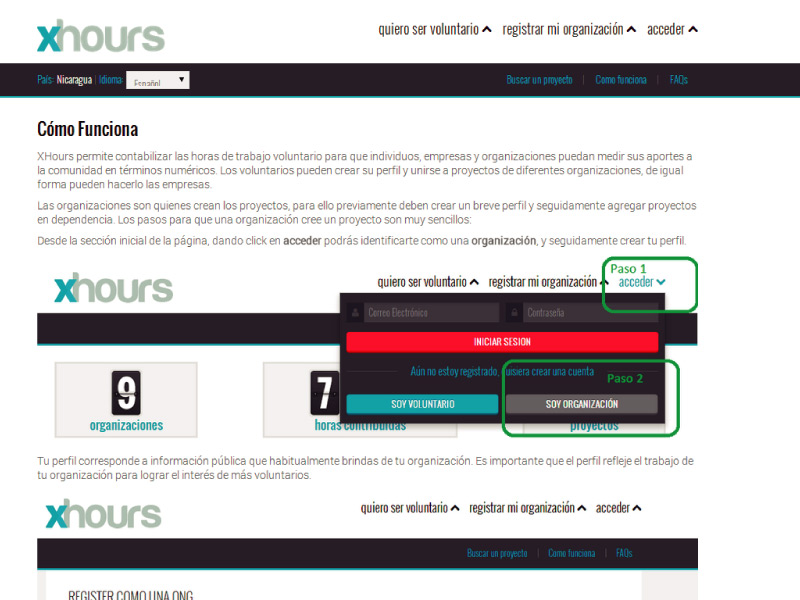 xhours
quiero ser voluntario registrar mi organización acceder
País: Nicaragua | Idioma: Español
Buscar un proyecto | Como funciona | FAQs
Cómo Funciona
XHours permite contabilizar las horas de trabajo voluntario para que individuos, empresas y organizaciones puedan medir sus aportes a
la comunidad en términos numéricos. Los voluntarios pueden crear su perfil y unirse a proyectos de diferentes organizaciones, de igual
forma pueden hacerlo las empresas.
Las organizaciones son quienes crean los proyectos, para ello previamente deben crear un breve perfil y seguidamente agregar proyectos
en dependencia. Los pasos para que una organización cree un proyecto son muy sencillos:
Desde la sección inicial de la página, dando click en acceder podrás identificarte como una organización, y seguidamente crear tu perfil.
Paso 1
xhours
quiero ser voluntario registrar mi organización acceder
Correo Electrónico Contraseña
INICIAR SESION
Aún no estoy registrado, quisiera crear una cuenta
Paso 2
SOY VOLUNTARIO SOY ORGANIZACIÓN
9 7
organizaciones horas contribuidas proyectos
Tu perfil corresponde a información pública que habitualmente brindas de tu organización. Es importante que el perfil refleje el trabajo de
tu organización para lograr el interés de más voluntarios.
xhours
quiero ser voluntario registrar mi organización acceder
Buscar un proyecto | Como funciona | FAQs
REGISTER COMO UNA ONG